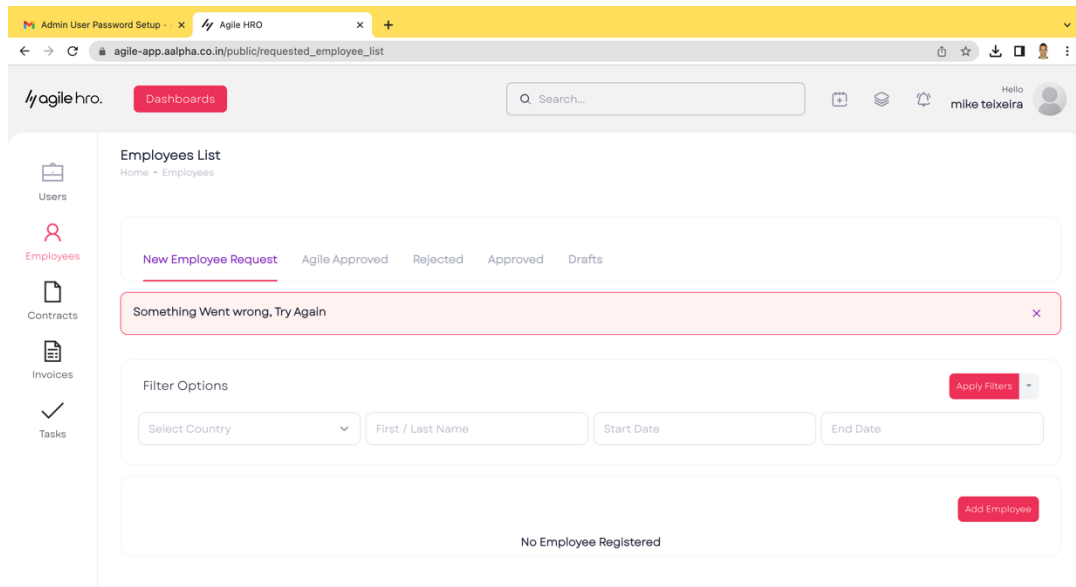 Admin User Password Setup -
Agile HRO
agile-app.aalpha.co.in/public/requested_employee_list
agile hro.
Dashboards
Search...
Hello
mike teixeira
Employees List
Home - Employees
Users
Employees
Contracts
Invoices
Tasks
New Employee Request Agile Approved Rejected Approved Drafts
Something Went wrong, Try Again
Filter Options
Apply Filters
Select Country First / Last Name Start Date End Date
Add Employee
No Employee Registered